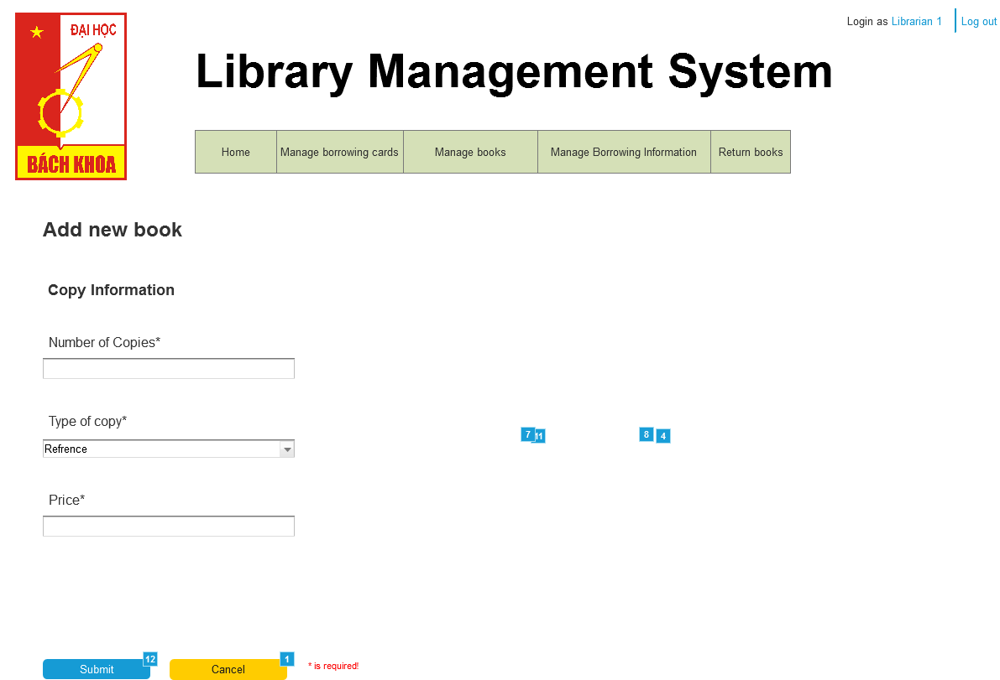 Login as Librarian 1 Log out
ĐẠI HỌC
BÁCH KHOA
Library Management System
Home Manage borrowing cards Manage books Manage Borrowing Information Return books
Add new book
Copy Information
Number of Copies*
Type of copy*
7 11 8 4
Refrence
Price*
12 1
Submit Cancel * is required!